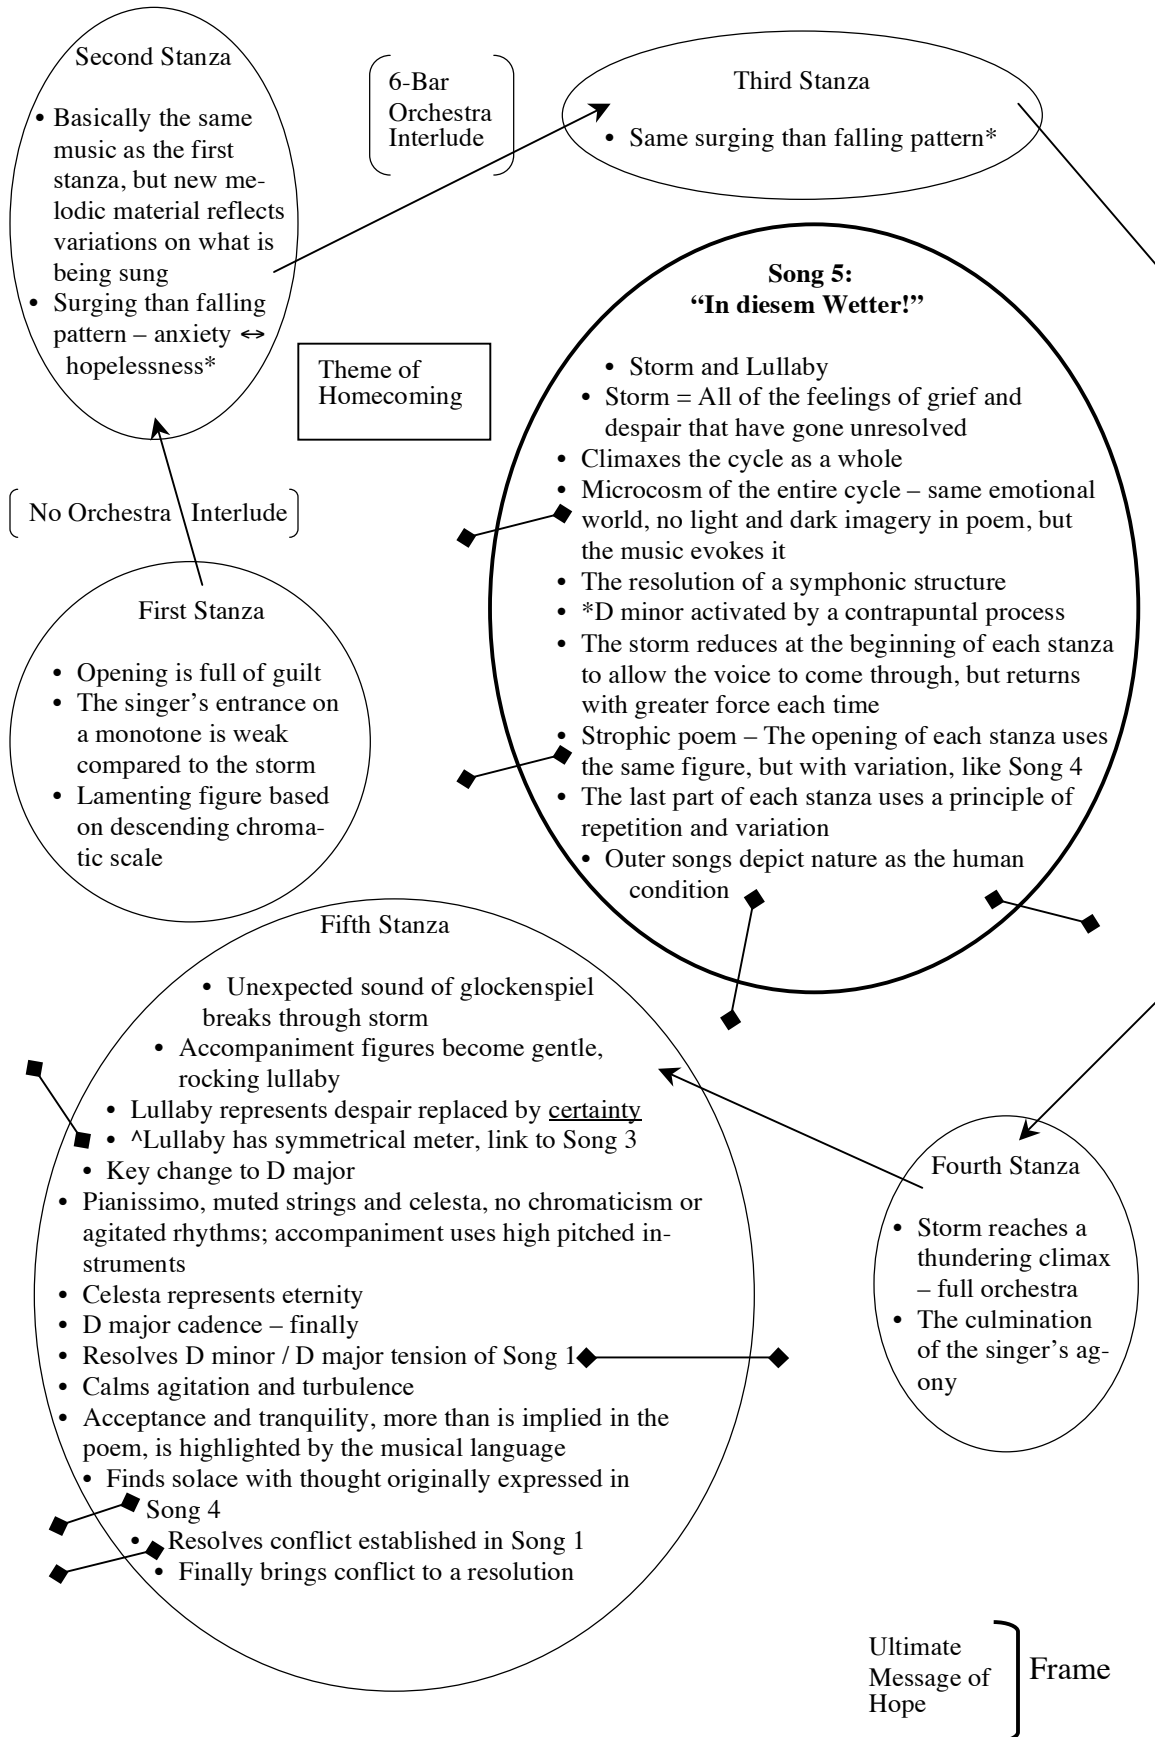 Second Stanza
• Basically the same
music as the first
stanza, but new me-
lodic material reflects
variations on what is
being sung
• Surging than falling
pattern – anxiety ↔
hopelessness*
6-Bar
Orchestra
Interlude
Third Stanza
• Same surging than falling pattern*
Theme of
Homecoming
Song 5:
“In diesem Wetter!”
• Storm and Lullaby
• Storm = All of the feelings of grief and
despair that have gone unresolved
• Climaxes the cycle as a whole
• Microcosm of the entire cycle – same emotional
world, no light and dark imagery in poem, but
the music evokes it
• The resolution of a symphonic structure
• *D minor activated by a contrapuntal process
• The storm reduces at the beginning of each stanza
to allow the voice to come through, but returns
with greater force each time
• Strophic poem – The opening of each stanza uses
the same figure, but with variation, like Song 4
• The last part of each stanza uses a principle of
repetition and variation
• Outer songs depict nature as the human
condition
No Orchestra Interlude
First Stanza
• Opening is full of guilt
• The singer’s entrance on
a monotone is weak
compared to the storm
• Lamenting figure based
on descending chroma-
tic scale
Fifth Stanza
• Unexpected sound of glockenspiel
breaks through storm
• Accompaniment figures become gentle,
rocking lullaby
• Lullaby represents despair replaced by certainty
• ^Lullaby has symmetrical meter, link to Song 3
• Key change to D major
• Pianissimo, muted strings and celesta, no chromaticism or
agitated rhythms; accompaniment uses high pitched in-
struments
• Celesta represents eternity
• D major cadence – finally
• Resolves D minor / D major tension of Song 1
• Calms agitation and turbulence
• Acceptance and tranquility, more than is implied in the
poem, is highlighted by the musical language
• Finds solace with thought originally expressed in
Song 4
• Resolves conflict established in Song 1
• Finally brings conflict to a resolution
Fourth Stanza
• Storm reaches a
thundering climax
– full orchestra
• The culmination
of the singer’s ag-
ony
Ultimate
Message of
Hope
Frame